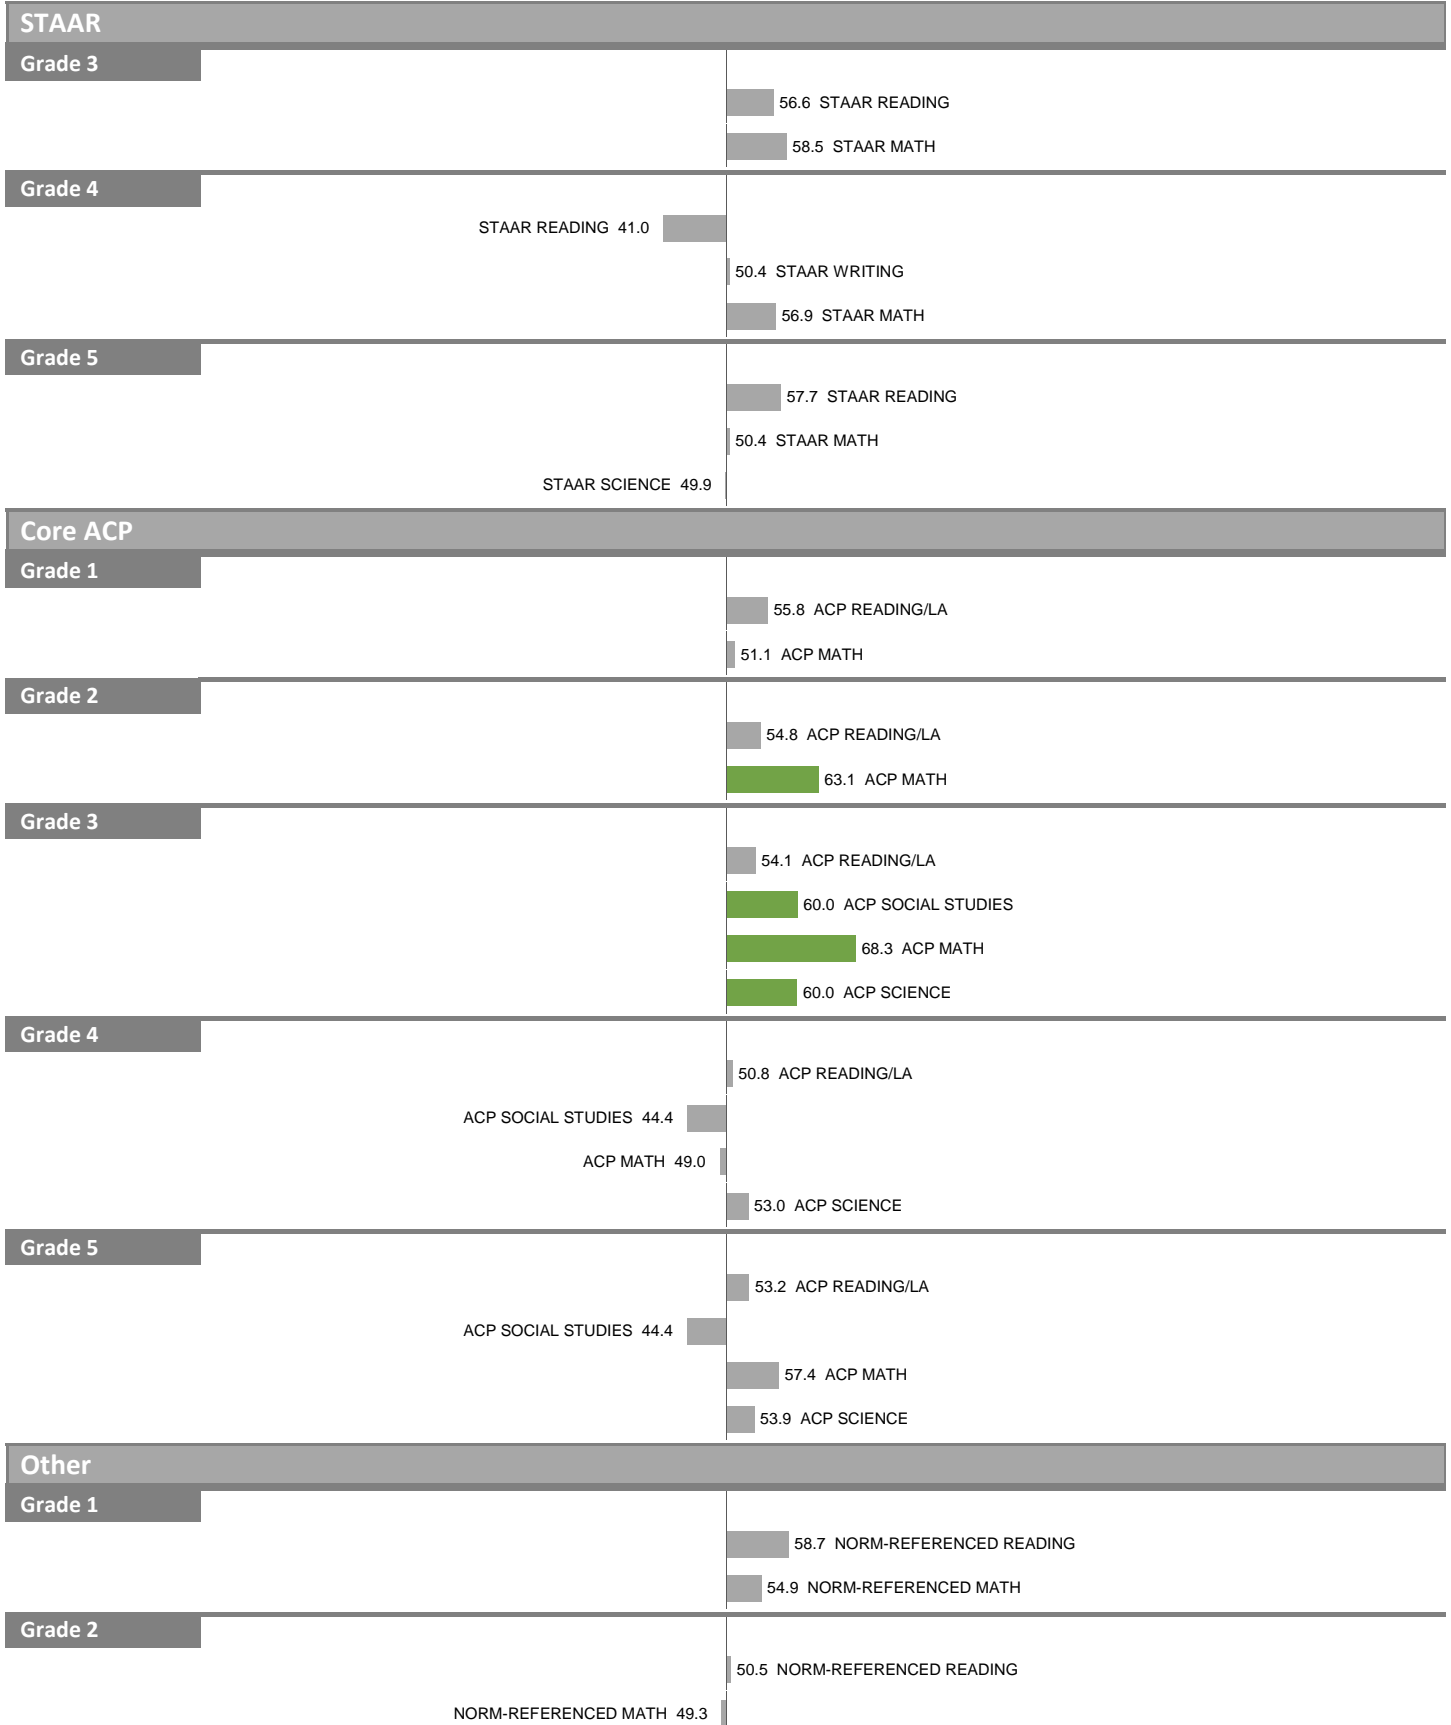 STAAR
Grade 3
56.6 STAAR READING
58.5 STAAR MATH
Grade 4
STAAR READING 41.0
50.4 STAAR WRITING
56.9 STAAR MATH
Grade 5
57.7 STAAR READING
50.4 STAAR MATH
STAAR SCIENCE 49.9
Core ACP
Grade 1
55.8 ACP READING/LA
51.1 ACP MATH
Grade 2
54.8 ACP READING/LA
63.1 ACP MATH
Grade 3
54.1 ACP READING/LA
60.0 ACP SOCIAL STUDIES
68.3 ACP MATH
60.0 ACP SCIENCE
Grade 4
50.8 ACP READING/LA
ACP SOCIAL STUDIES 44.4
ACP MATH 49.0
53.0 ACP SCIENCE
Grade 5
53.2 ACP READING/LA
ACP SOCIAL STUDIES 44.4
57.4 ACP MATH
53.9 ACP SCIENCE
Other
Grade 1
58.7 NORM-REFERENCED READING
54.9 NORM-REFERENCED MATH
Grade 2
50.5 NORM-REFERENCED READING
NORM-REFERENCED MATH 49.3